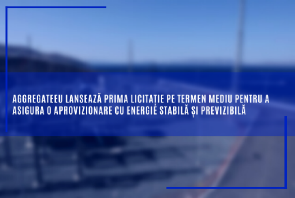 AGGREGATEEU LANSEAZĂ PRIMA LICITAȚIE PE TERMEN MEDIU PENTRU A
ASIGURA O APROVIZIONARE CU ENERGIE STABILĂ ȘI PREVIZIBILĂ